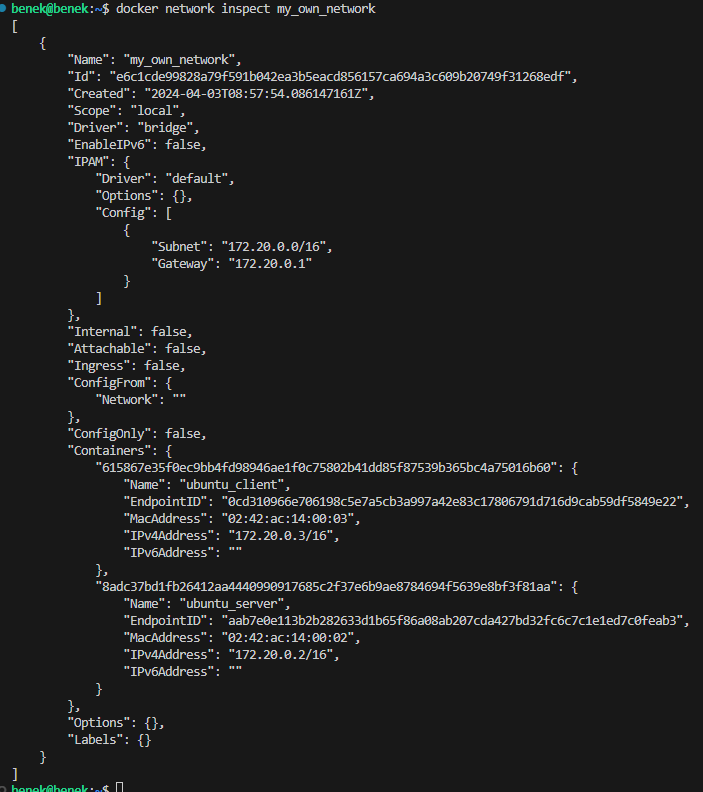 benek@benek:~$ docker network inspect my_own_network
[
    {
        "Name": "my_own_network",
        "Id": "e6c1cde99828a79f591b042ea3b5eacd856157ca694a3c609b20749f31268edf",
        "Created": "2024-04-03T08:57:54.086147161Z",
        "Scope": "local",
        "Driver": "bridge",
        "EnableIPv6": false,
        "IPAM": {
            "Driver": "default",
            "Options": {},
            "Config": [
                {
                    "Subnet": "172.20.0.0/16",
                    "Gateway": "172.20.0.1"
                }
            ]
        },
        "Internal": false,
        "Attachable": false,
        "Ingress": false,
        "ConfigFrom": {
            "Network": ""
        },
        "ConfigOnly": false,
        "Containers": {
            "615867e35f0ec9bb4fd98946ae1f0c75802b41dd85f87539b365bc4a75016b60": {
                "Name": "ubuntu_client",
                "EndpointID": "0cd310966e706198c5e7a5cb3a997a42e83c17806791d716d9cab59df5849e22",
                "MacAddress": "02:42:ac:14:00:03",
                "IPv4Address": "172.20.0.3/16",
                "IPv6Address": ""
            },
            "8adc37bd1fb26412aa4440990917685c2f37e6b9ae8784694f5639e8bf3f81aa": {
                "Name": "ubuntu_server",
                "EndpointID": "aab7e0e113b2b282633d1b65f86a08ab207cda427bd32fc6c7c1e1ed7c0feab3",
                "MacAddress": "02:42:ac:14:00:02",
                "IPv4Address": "172.20.0.2/16",
                "IPv6Address": ""
            }
        },
        "Options": {},
        "Labels": {}
    }
]
benek@benek:~$